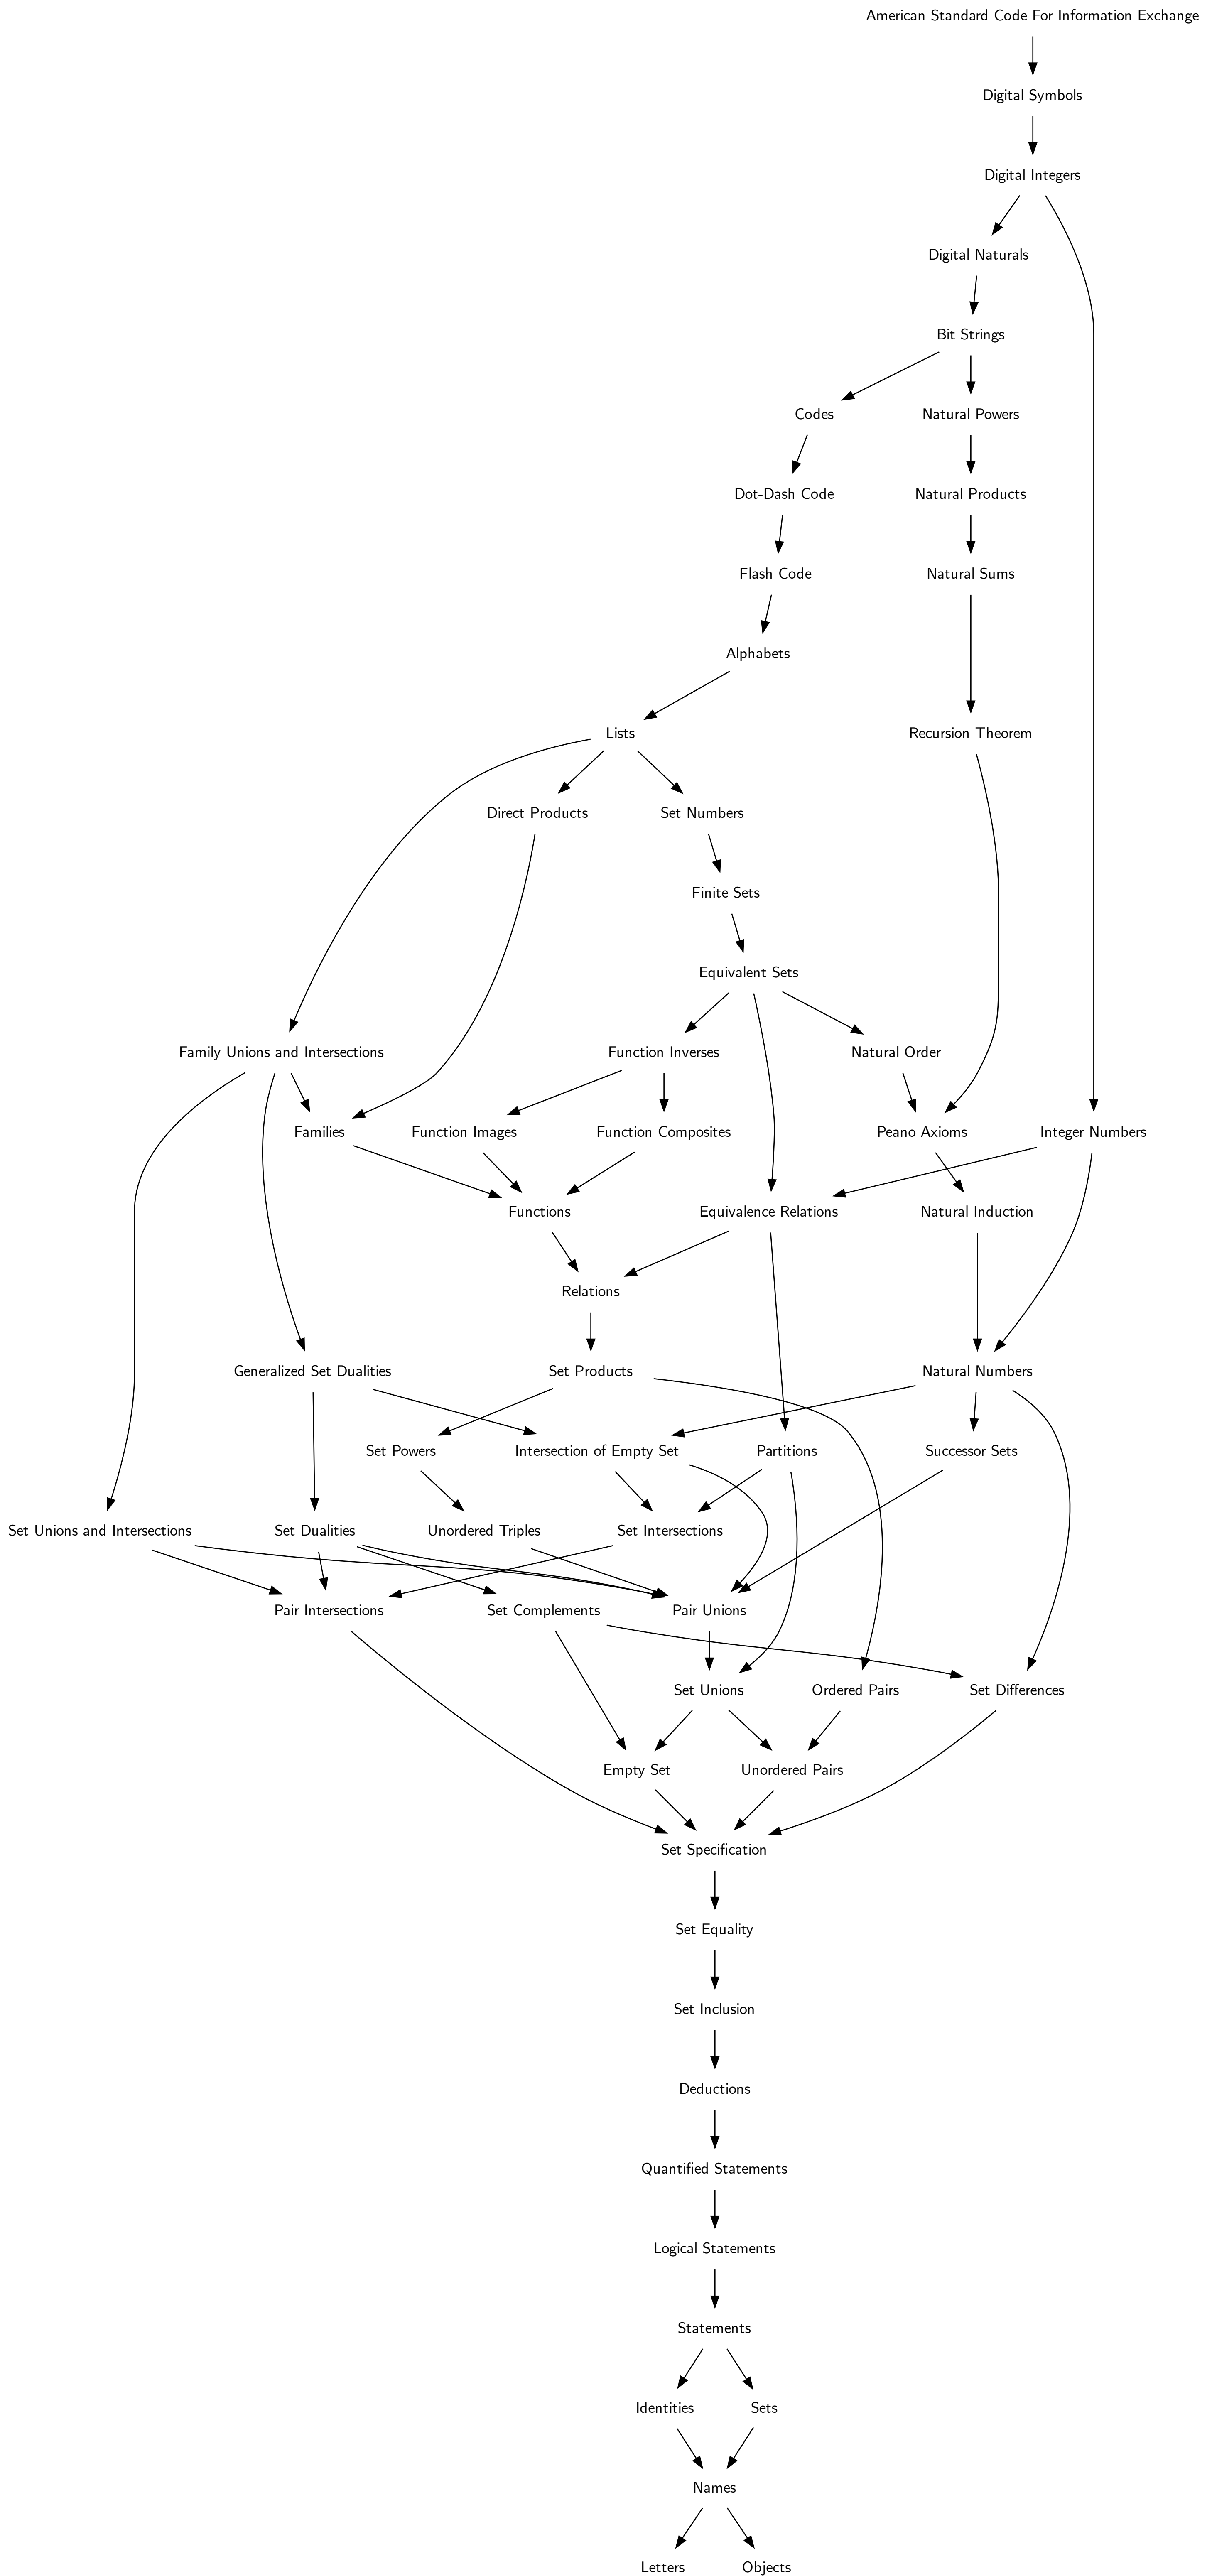 American Standard Code For Information Exchange
Digital Symbols
Digital Integers
Digital Naturals
Bit Strings
Codes
Natural Powers
Dot-Dash Code
Natural Products
Flash Code
Natural Sums
Alphabets
Lists
Recursion Theorem
Direct Products
Set Numbers
Finite Sets
Equivalent Sets
Family Unions and Intersections
Function Inverses
Natural Order
Families
Function Images
Function Composites
Peano Axioms
Integer Numbers
Functions
Equivalence Relations
Natural Induction
Relations
Generalized Set Dualities
Set Products
Natural Numbers
Set Powers
Intersection of Empty Set
Partitions
Successor Sets
Set Unions and Intersections
Set Dualities
Unordered Triples
Set Intersections
Pair Intersections
Set Complements
Pair Unions
Set Unions
Ordered Pairs
Set Differences
Empty Set
Unordered Pairs
Set Specification
Set Equality
Set Inclusion
Deductions
Quantified Statements
Logical Statements
Statements
Identities
Sets
Names
Letters
Objects